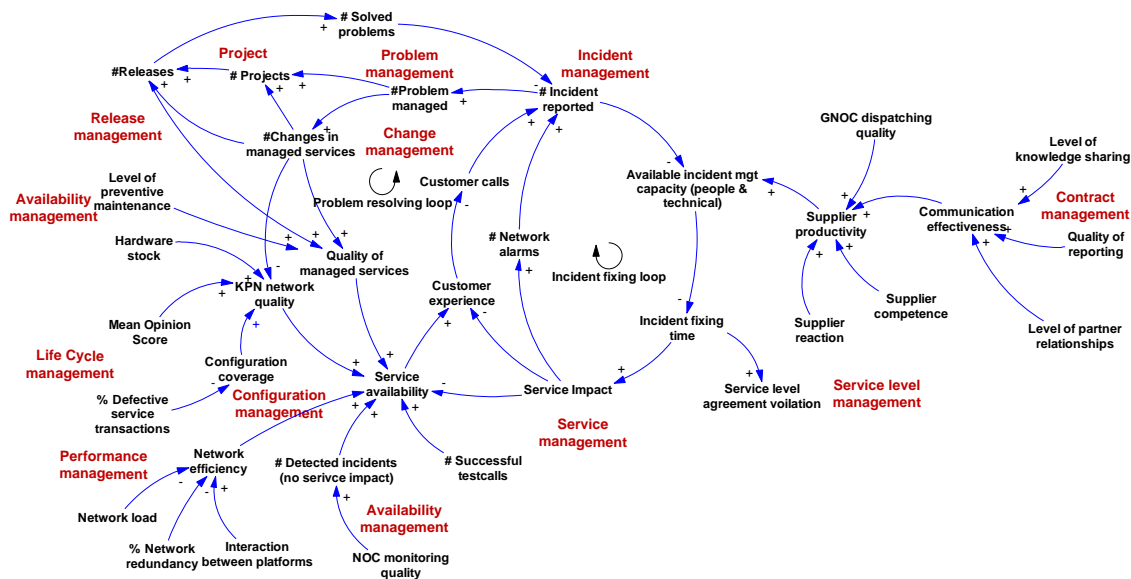 # Solved
problems
Project
Problem
management
Incident
management
#Releases
# Projects
#Problem
managed
# Incident
reported
Release
management
#Changes in
managed services
Change
management
GNOC dispatching
quality
Level of
knowledge sharing
Level of
preventive
maintenance
Availability
management
Problem resolving loop
Customer calls
Available incident mgt
capacity (people &
technical)
Supplier
productivity
Communication
effectiveness
Contract
management
Hardware
stock
Quality of
managed services
# Network
alarms
Incident fixing loop
Quality of
reporting
KPN network
quality
Customer
experience
Mean Opinion
Score
Incident fixing
time
Supplier
reaction
Supplier
competence
Level of partner
relationships
Life Cycle
management
Configuration
coverage
Configuration
management
Service
availability
Service Impact
Service
management
Service level
agreement voilation
Service level
management
% Defective
service
transactions
Performance
management
Network
efficiency
# Detected incidents
(no serivce impact)
# Successful
testcalls
Network load
% Network
redundancy
Interaction
between platforms
Availability
management
NOC monitoring
quality